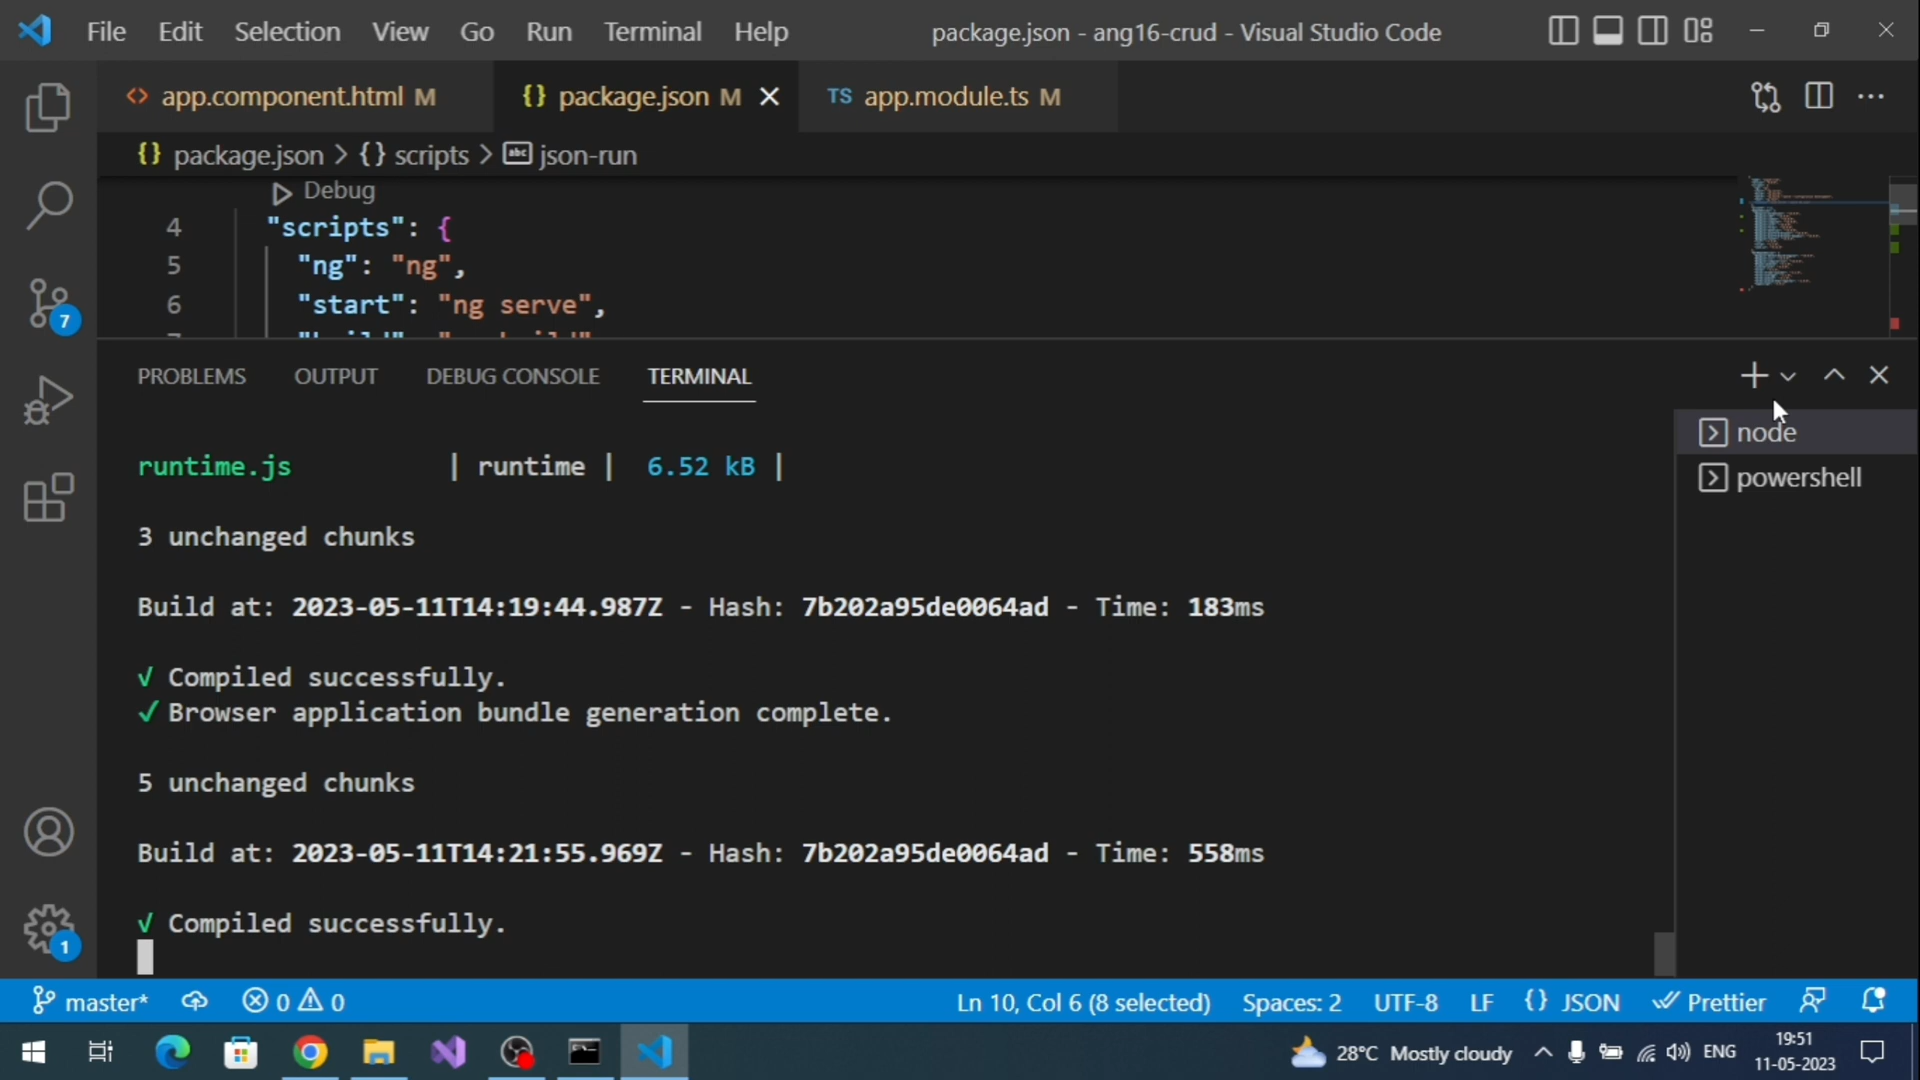 File Edit Selection View Go Run Terminal Help package.json - ang16-crud - Visual Studio Code
<> app.component.html M {} package.json M TS app.module.ts M
{} package.json > {} scripts > abc json-run
Debug
4 "scripts": {
5 "ng": "ng",
6 "start": "ng serve",
PROBLEMS OUTPUT DEBUG CONSOLE TERMINAL
node
powershell
runtime.js | runtime | 6.52 kB |
3 unchanged chunks
Build at: 2023-05-11T14:19:44.987Z - Hash: 7b202a95de0064ad - Time: 183ms
√ Compiled successfully.
✓ Browser application bundle generation complete.
5 unchanged chunks
Build at: 2023-05-11T14:21:55.969Z - Hash: 7b202a95de0064ad - Time: 558ms
√ Compiled successfully.
7
1
master* 0 0 Ln 10, Col 6 (8 selected) Spaces: 2 UTF-8 LF {} JSON Prettier
28°C Mostly cloudy ENG 19:51
11-05-2023